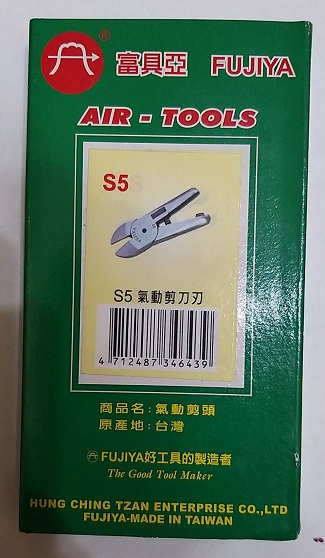 ® 富具亞 FUJIYA
AIR - TOOLS
S5
S5 氣動剪刀刃
4 712487 346439
商品名：氣動剪頭
原產地：台灣
FUJIYA好工具的製造者
The Good Tool Maker
HUNG CHING TZAN ENTERPRISE CO.,LTD
FUJIYA-MADE IN TAIWAN